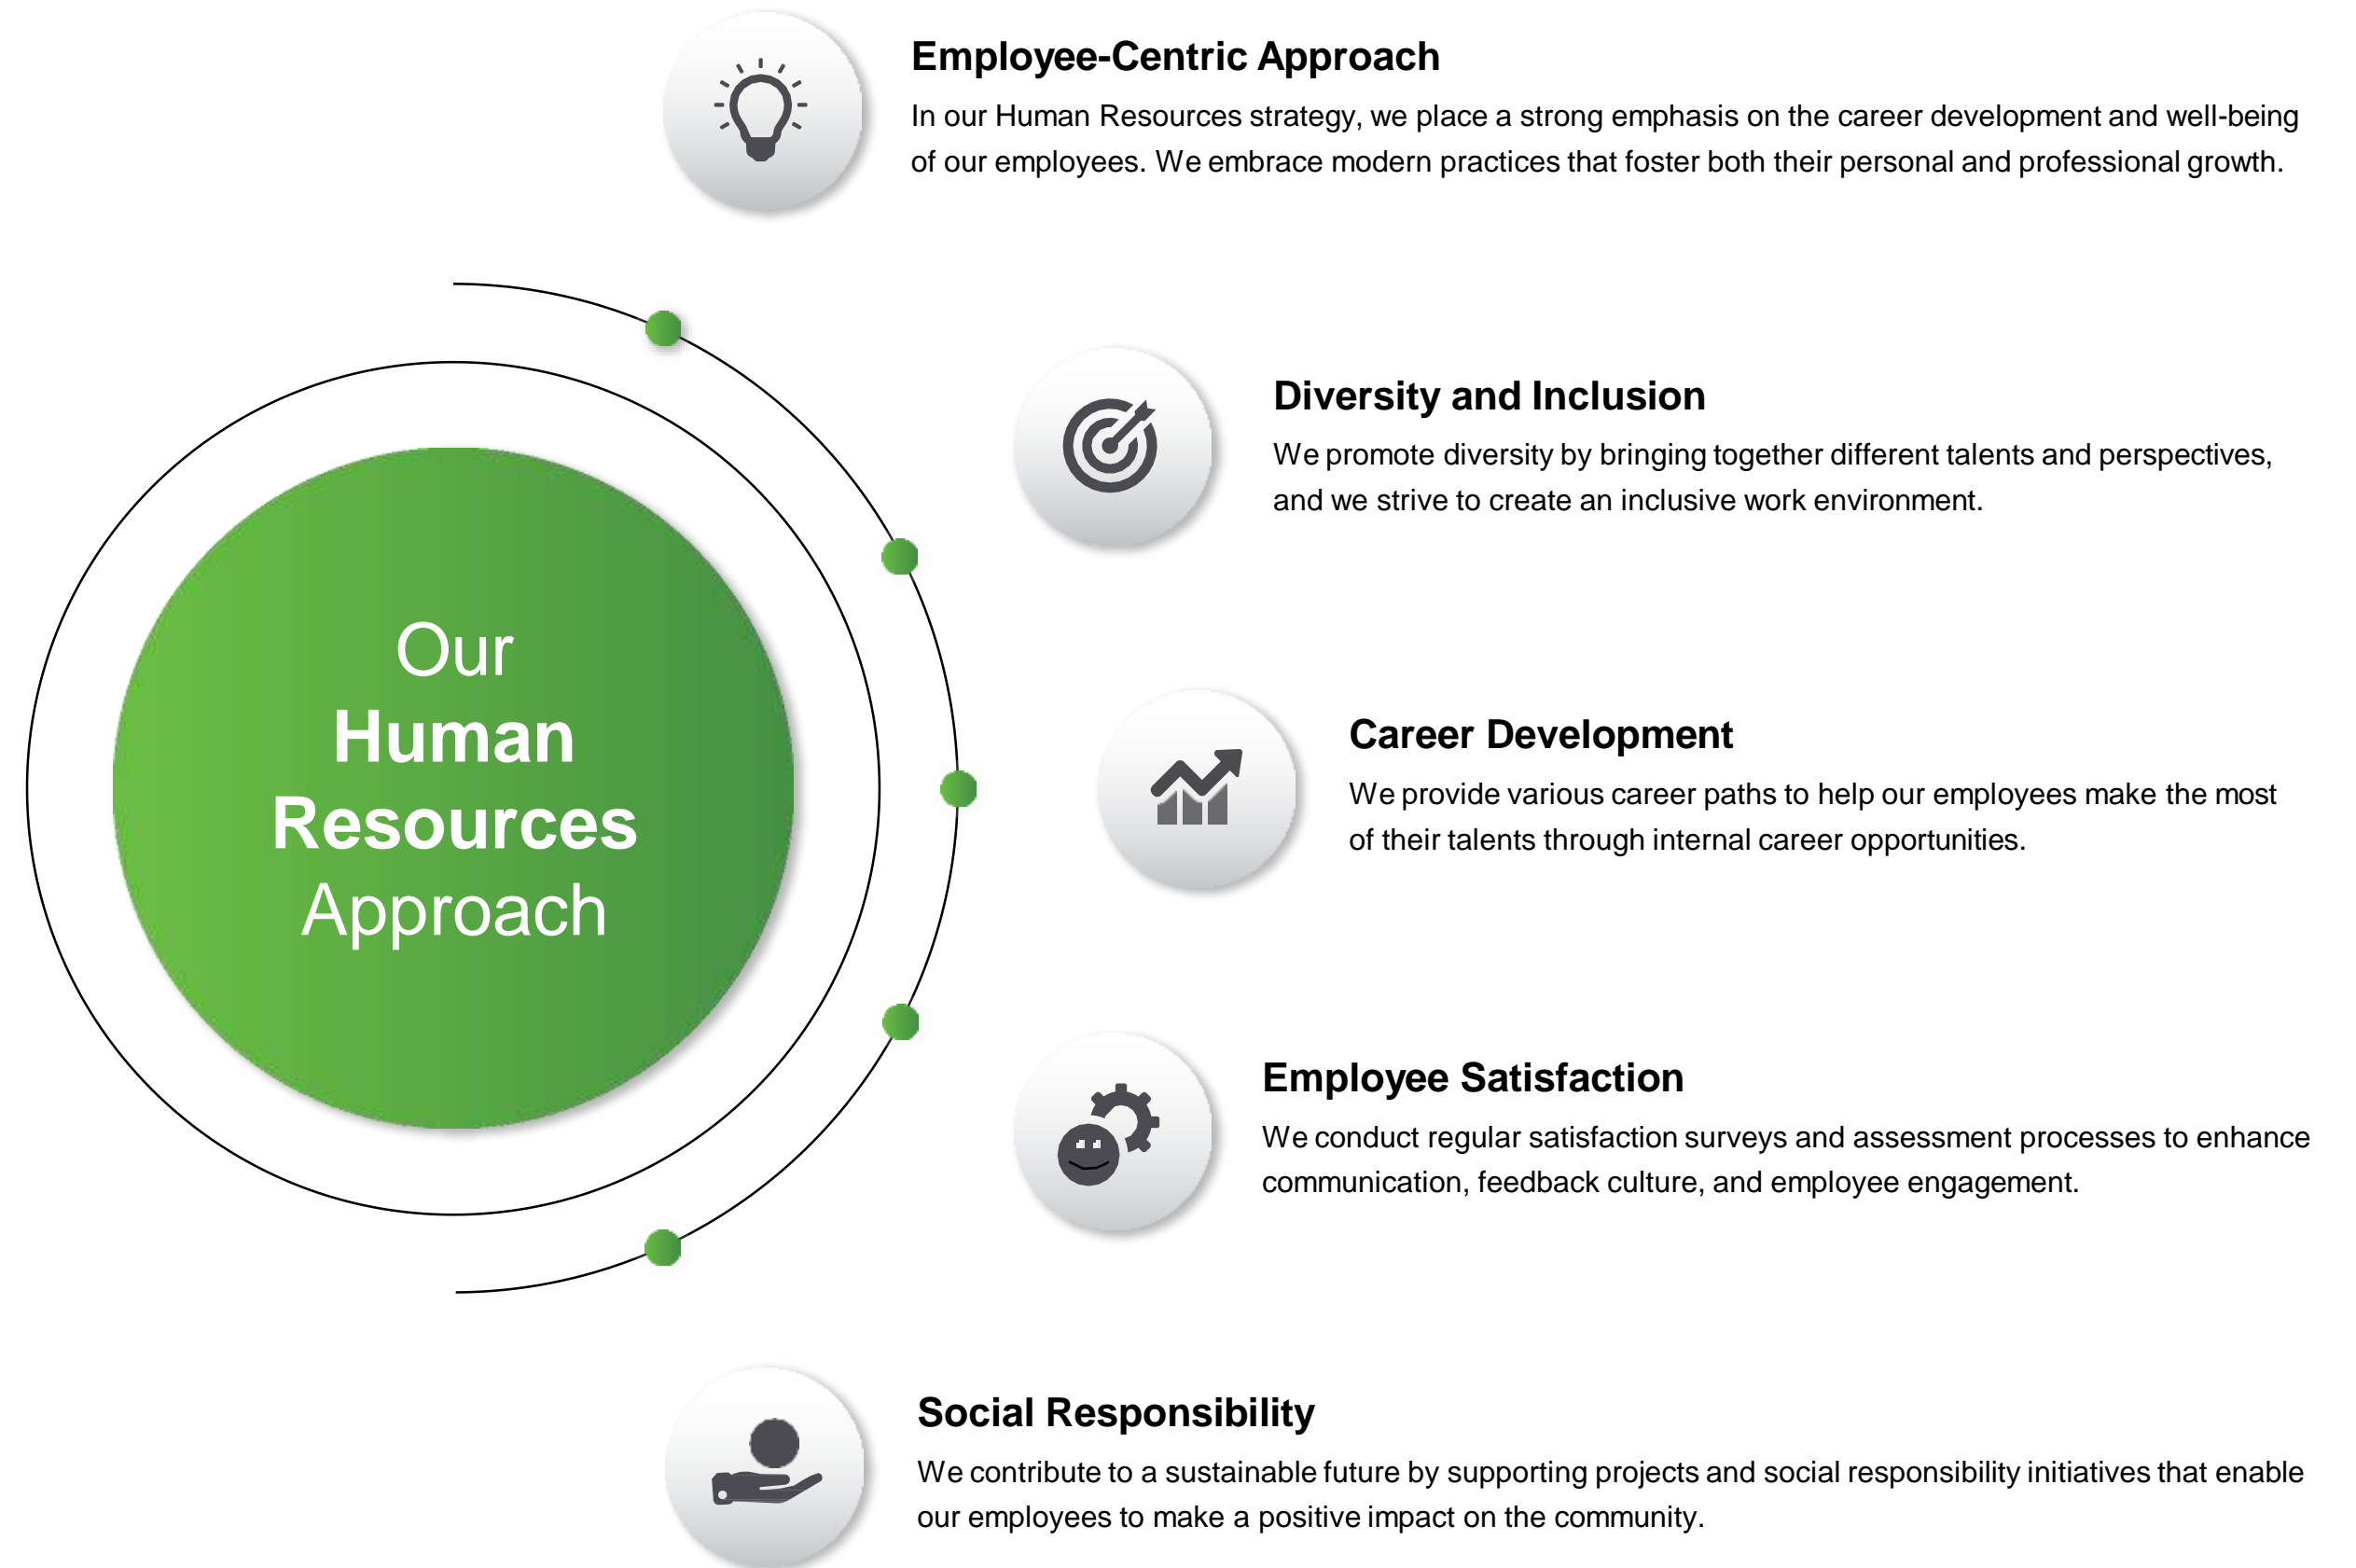 Employee-Centric Approach
In our Human Resources strategy, we place a strong emphasis on the career development and well-being
of our employees. We embrace modern practices that foster both their personal and professional growth.
Diversity and Inclusion
We promote diversity by bringing together different talents and perspectives,
and we strive to create an inclusive work environment.
Our
Human
Resources
Approach
Career Development
We provide various career paths to help our employees make the most
of their talents through internal career opportunities.
Employee Satisfaction
We conduct regular satisfaction surveys and assessment processes to enhance
communication, feedback culture, and employee engagement.
Social Responsibility
We contribute to a sustainable future by supporting projects and social responsibility initiatives that enable
our employees to make a positive impact on the community.